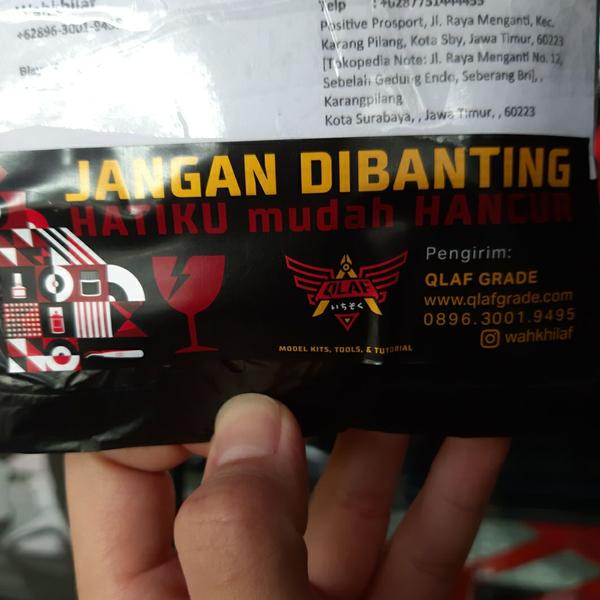 Wahkhilaf
+62896-3001-9495
Telp : +6287751444455
Positive Prosport, Jl. Raya Menganti, Kec.
Karang Pilang, Kota Sby, Jawa Timur, 60223
[Tokopedia Note: Jl. Raya Menganti No. 12,
Sebelah Gedung Endo, Seberang Bri], ,
Karangpilang
Kota Surabaya, , Jawa Timur, , 60223
JANGAN DIBANTING
HATIKU mudah HANCUR
QLAF
いちぞく
MODEL KITS, TOOLS, & TUTORIAL
Pengirim:
QLAF GRADE
www.qlafgrade.com
0896.3001.9495
wahkhilaf